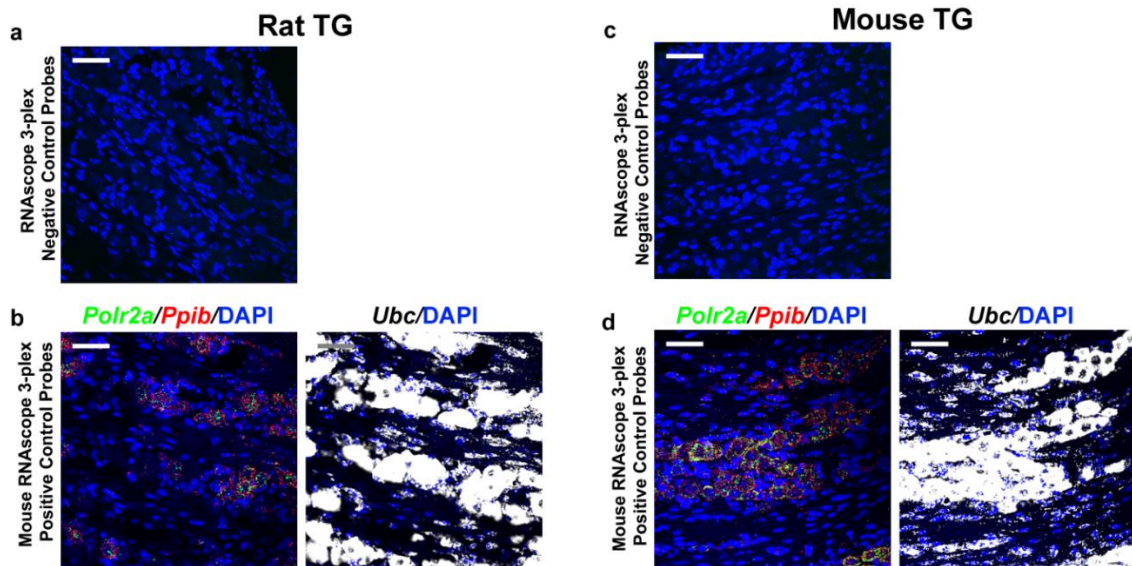 Rat TG
Mouse TG
a
RNAscope 3-plex
Negative Control Probes
c
RNAscope 3-plex
Negative Control Probes
b
Polr2a/Ppib/DAPI
Ubc/DAPI
Mouse RNAscope 3-plex
Positive Control Probes
d
Polr2a/Ppib/DAPI
Ubc/DAPI
Mouse RNAscope 3-plex
Positive Control Probes